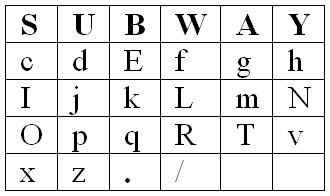 S U B W A Y
c d E f g h
I j k L m N
O p q R T v
x z . /